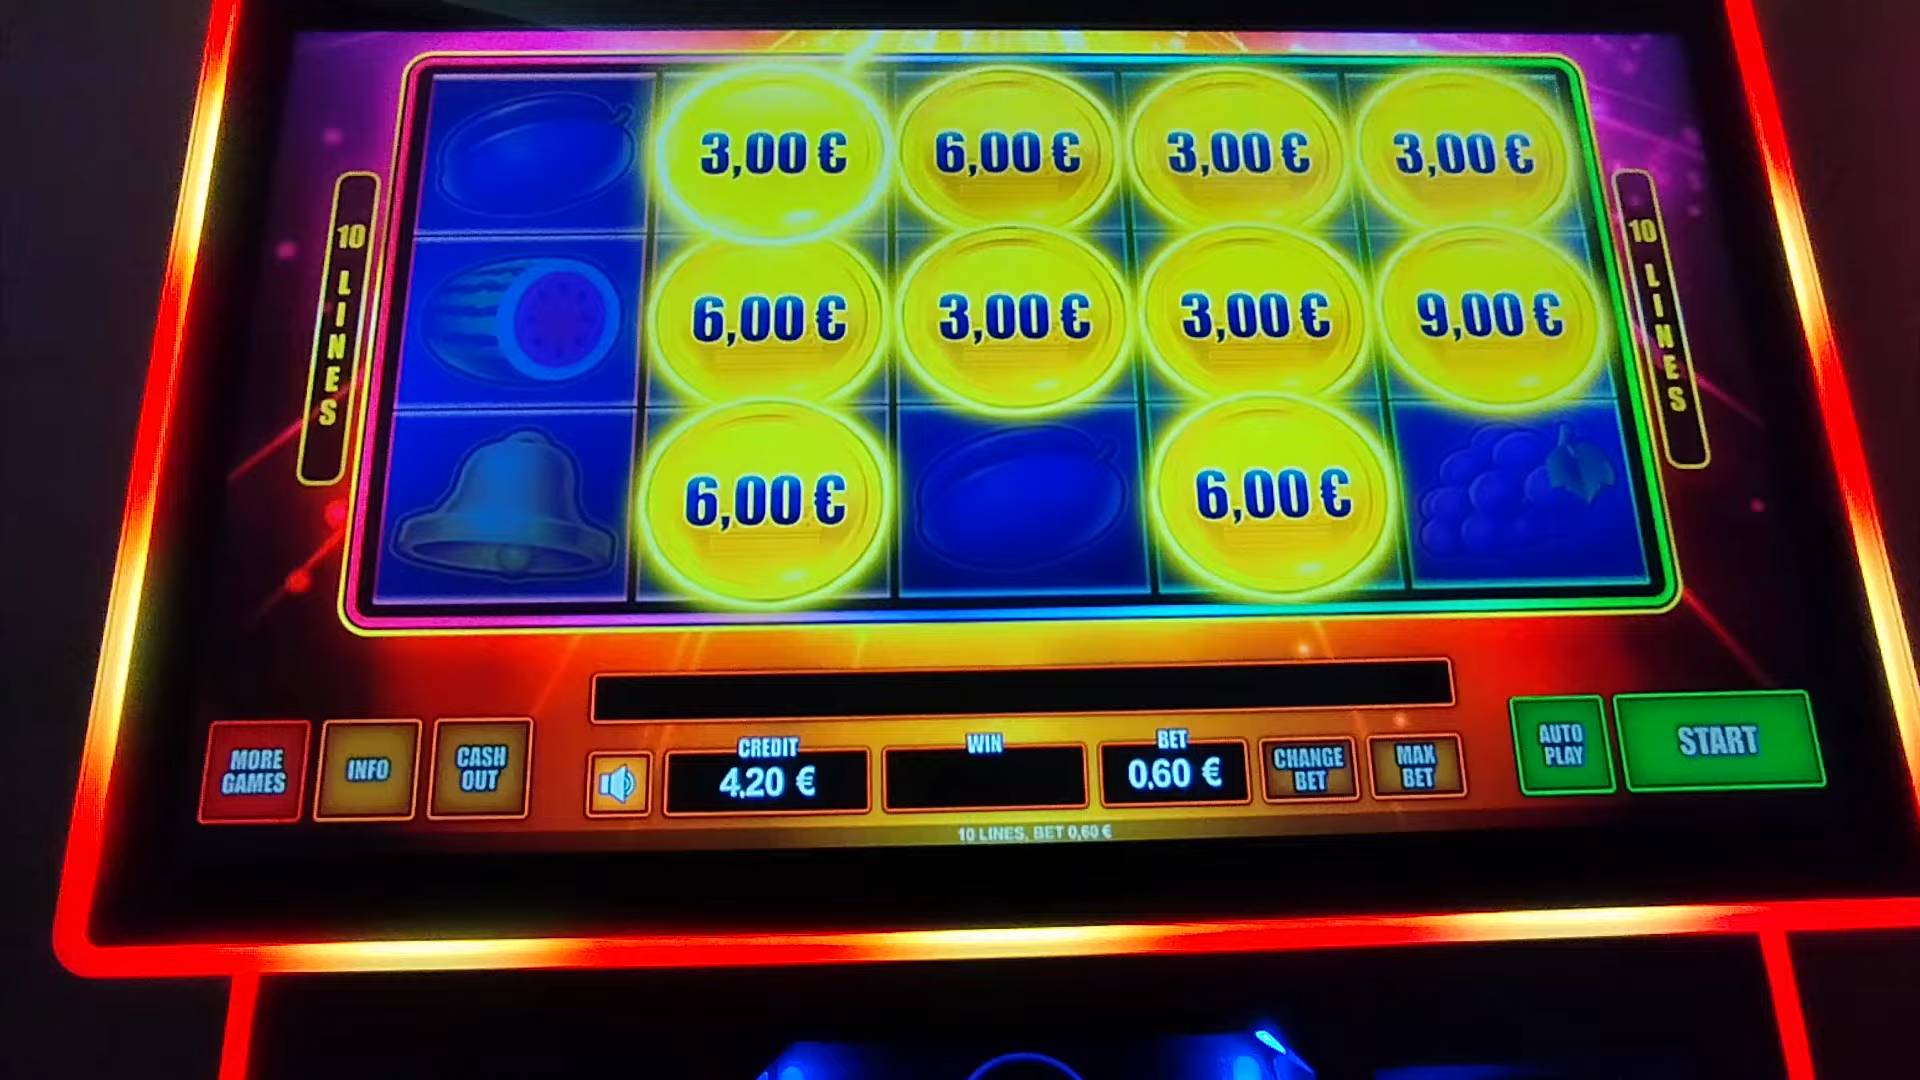 3,00 € 6,00 € 3,00 € 3,00 €
10 LINES
6,00 € 3,00 € 3,00 € 9,00 €
10 LINES
6,00 € 6,00 €
MORE GAMES
INFO
CASH OUT
CREDIT
4,20 €
WIN
BET
0,60 €
CHANGE BET
MAX BET
AUTO PLAY
START
10 LINES, BET 0,60 €